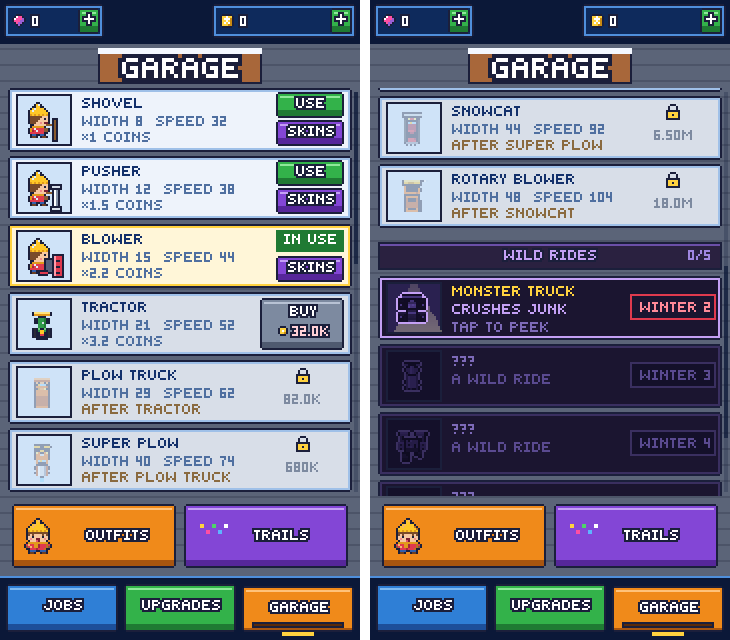 0
0
GARAGE
SHOVEL
WIDTH 8 SPEED 32
×1 COINS
USE
SKINS
PUSHER
WIDTH 12 SPEED 38
×1.5 COINS
USE
SKINS
BLOWER
WIDTH 15 SPEED 44
×2.2 COINS
IN USE
SKINS
TRACTOR
WIDTH 21 SPEED 52
×3.2 COINS
BUY
32.0K
PLOW TRUCK
WIDTH 29 SPEED 62
AFTER TRACTOR
82.0K
SUPER PLOW
WIDTH 40 SPEED 74
AFTER PLOW TRUCK
680K
OUTFITS
TRAILS
JOBS
UPGRADES
GARAGE
0
0
GARAGE
SNOWCAT
WIDTH 44 SPEED 92
AFTER SUPER PLOW
6.50M
ROTARY BLOWER
WIDTH 48 SPEED 104
AFTER SNOWCAT
18.0M
WILD RIDES 0/5
MONSTER TRUCK
CRUSHES JUNK
TAP TO PEEK
WINTER 2
???
A WILD RIDE
WINTER 3
???
A WILD RIDE
WINTER 4
???
OUTFITS
TRAILS
JOBS
UPGRADES
GARAGE